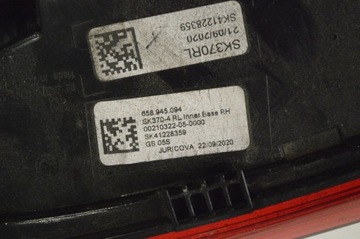 SK370RL
21/09/2020
SK41228359
658.945.094
SK370-4 RL Inner Base RH
00210322-05-0000
SK41228359
GS 05S
JURICOVA 22/09/2020